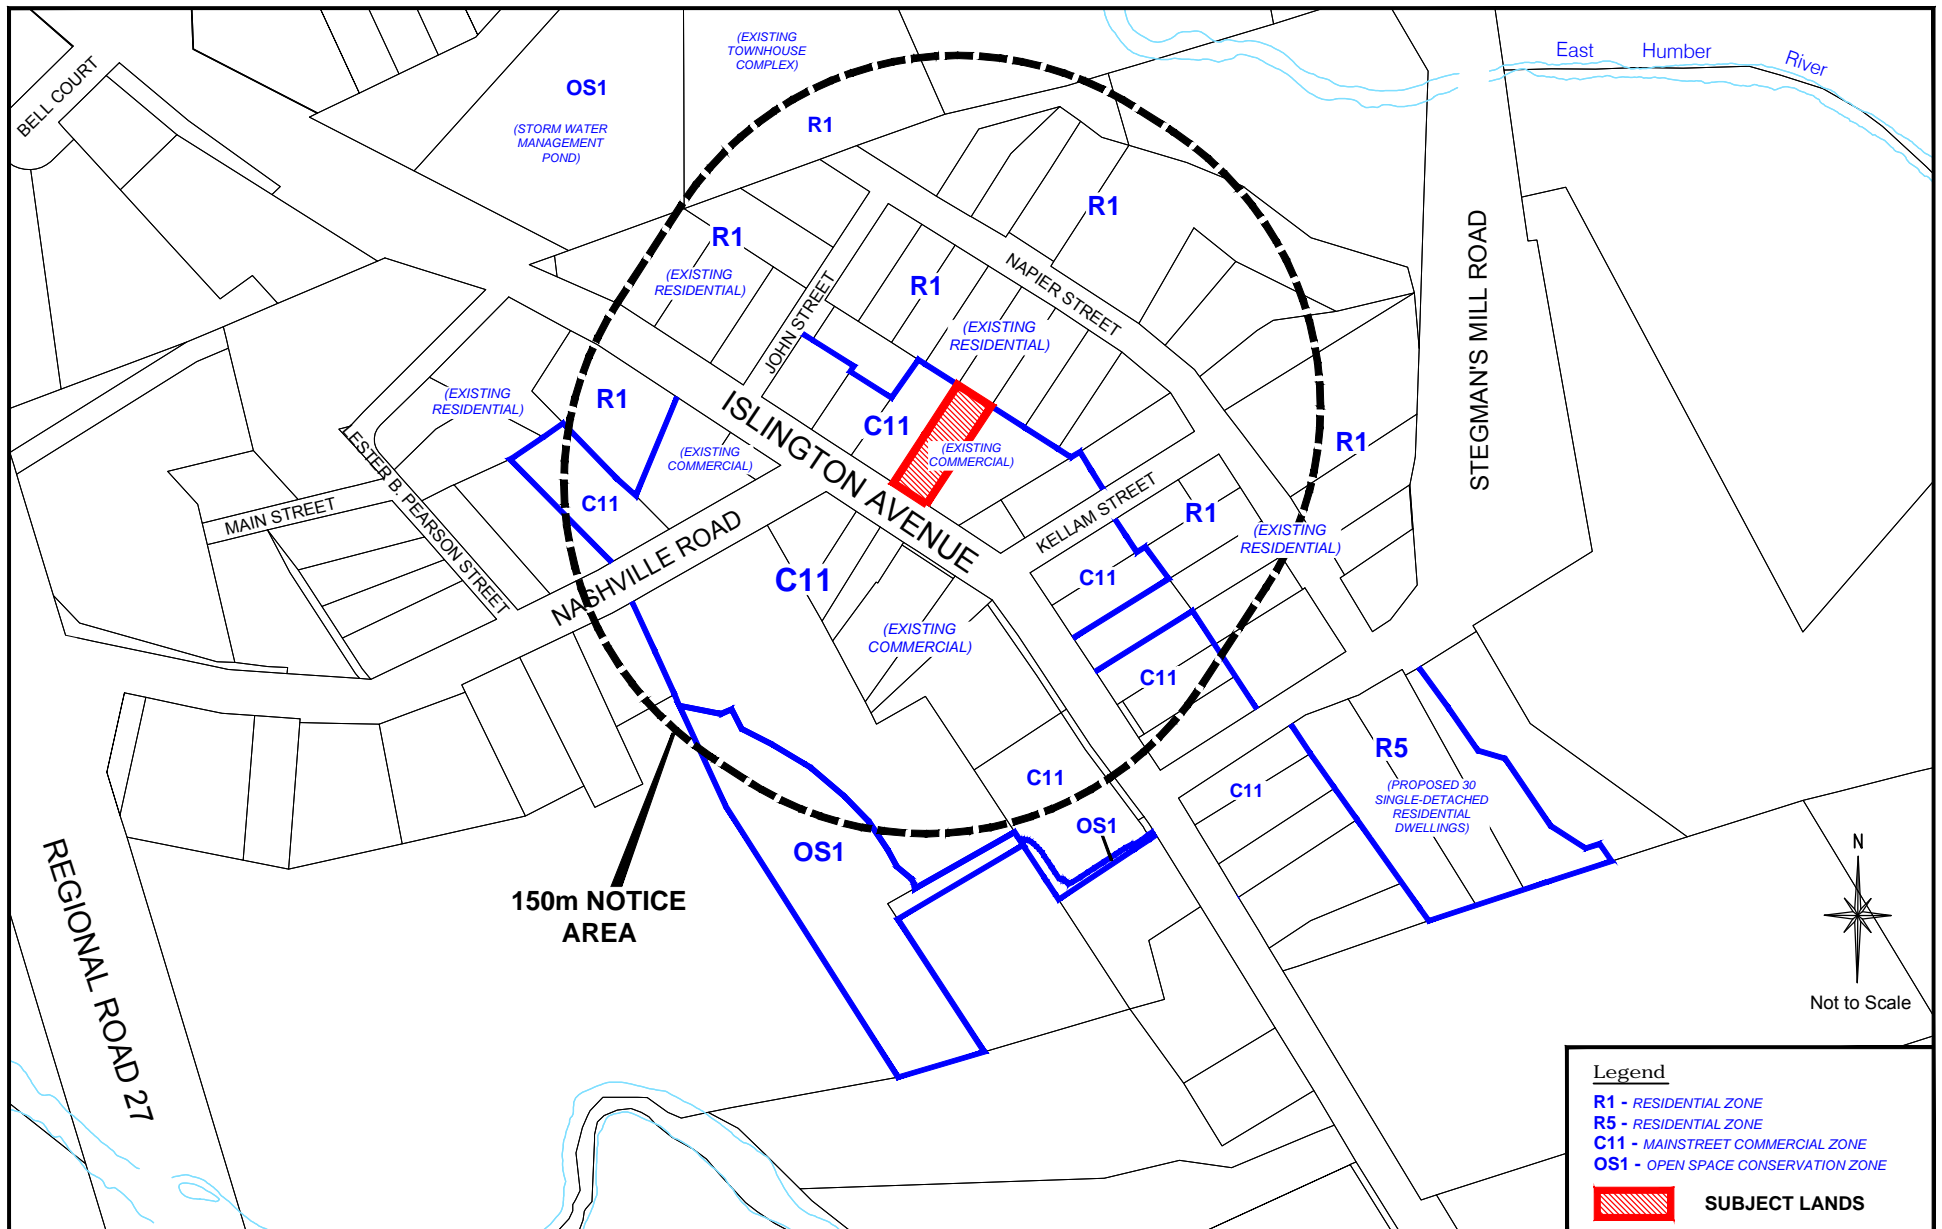 (EXISTING
TOWNHOUSE
COMPLEX)
East Humber River
BELL COURT
OS1
(STORM WATER
MANAGEMENT
POND)
R1
R1
R1
(EXISTING
RESIDENTIAL)
JOHN STREET
R1
NAPIER STREET
(EXISTING
RESIDENTIAL)
STEGMAN'S MILL ROAD
(EXISTING
RESIDENTIAL)
R1
ISLINGTON AVENUE
C11
(EXISTING
COMMERCIAL)
(EXISTING
COMMERCIAL)
R1
LESTER B. PEARSON STREET
MAIN STREET
C11
NASHVILLE ROAD
KELLAM STREET
R1
(EXISTING
RESIDENTIAL)
C11
C11
(EXISTING
COMMERCIAL)
C11
R5
(PROPOSED 30
SINGLE-DETACHED
RESIDENTIAL
DWELLINGS)
C11
C11
OS1
OS1
150m NOTICE
AREA
REGIONAL ROAD 27
N
Not to Scale
Legend
R1 - RESIDENTIAL ZONE
R5 - RESIDENTIAL ZONE
C11 - MAINSTREET COMMERCIAL ZONE
OS1 - OPEN SPACE CONSERVATION ZONE
SUBJECT LANDS